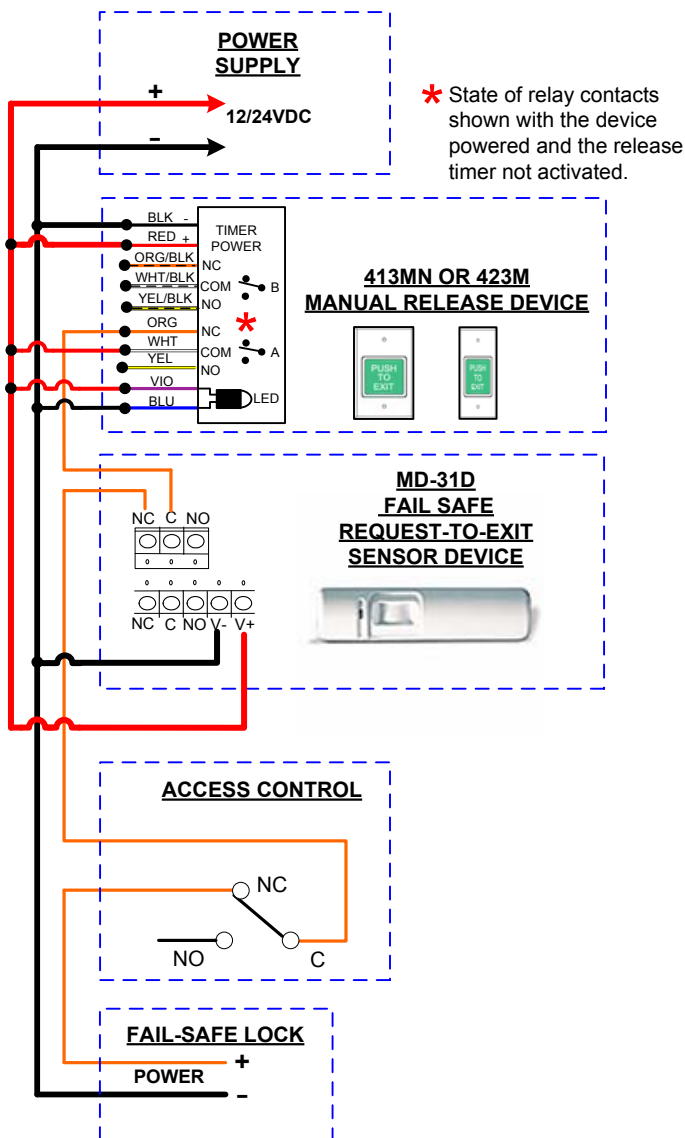 POWER
SUPPLY
+
12/24VDC
-
* State of relay contacts
shown with the device
powered and the release
timer not activated.
BLK -
RED +
TIMER
POWER
ORG/BLK NC
WHT/BLK COM B
YEL/BLK NO
ORG NC
*
WHT COM A
YEL NO
VIO
LED
BLU
413MN OR 423M
MANUAL RELEASE DEVICE
PUSH
TO
EXIT
PUSH
TO
EXIT
MD-31D
FAIL SAFE
REQUEST-TO-EXIT
SENSOR DEVICE
NC C NO
NC C NO V- V+
ACCESS CONTROL
NC
NO
C
FAIL-SAFE LOCK
+
POWER
-